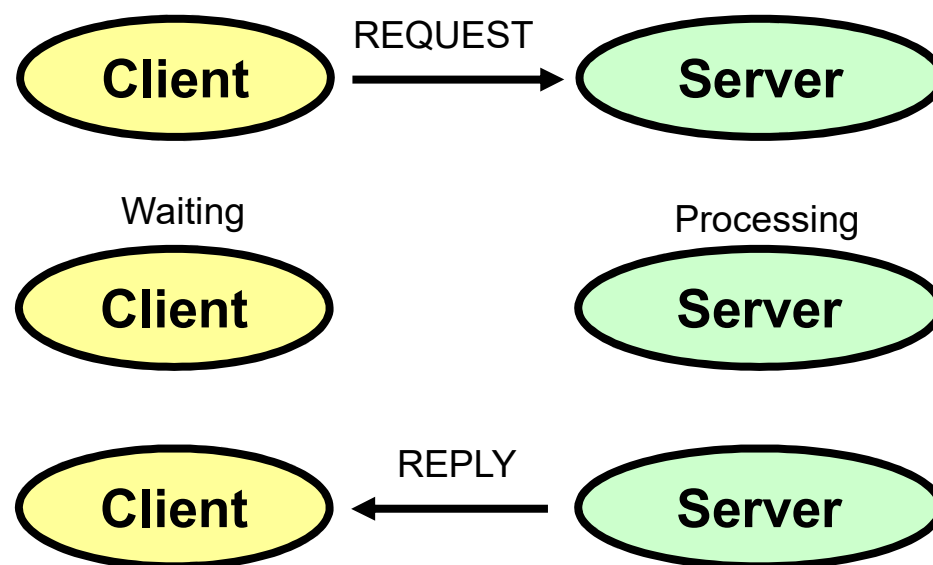 REQUEST
Client Server
Waiting Processing
Client Server
REPLY
Client Server